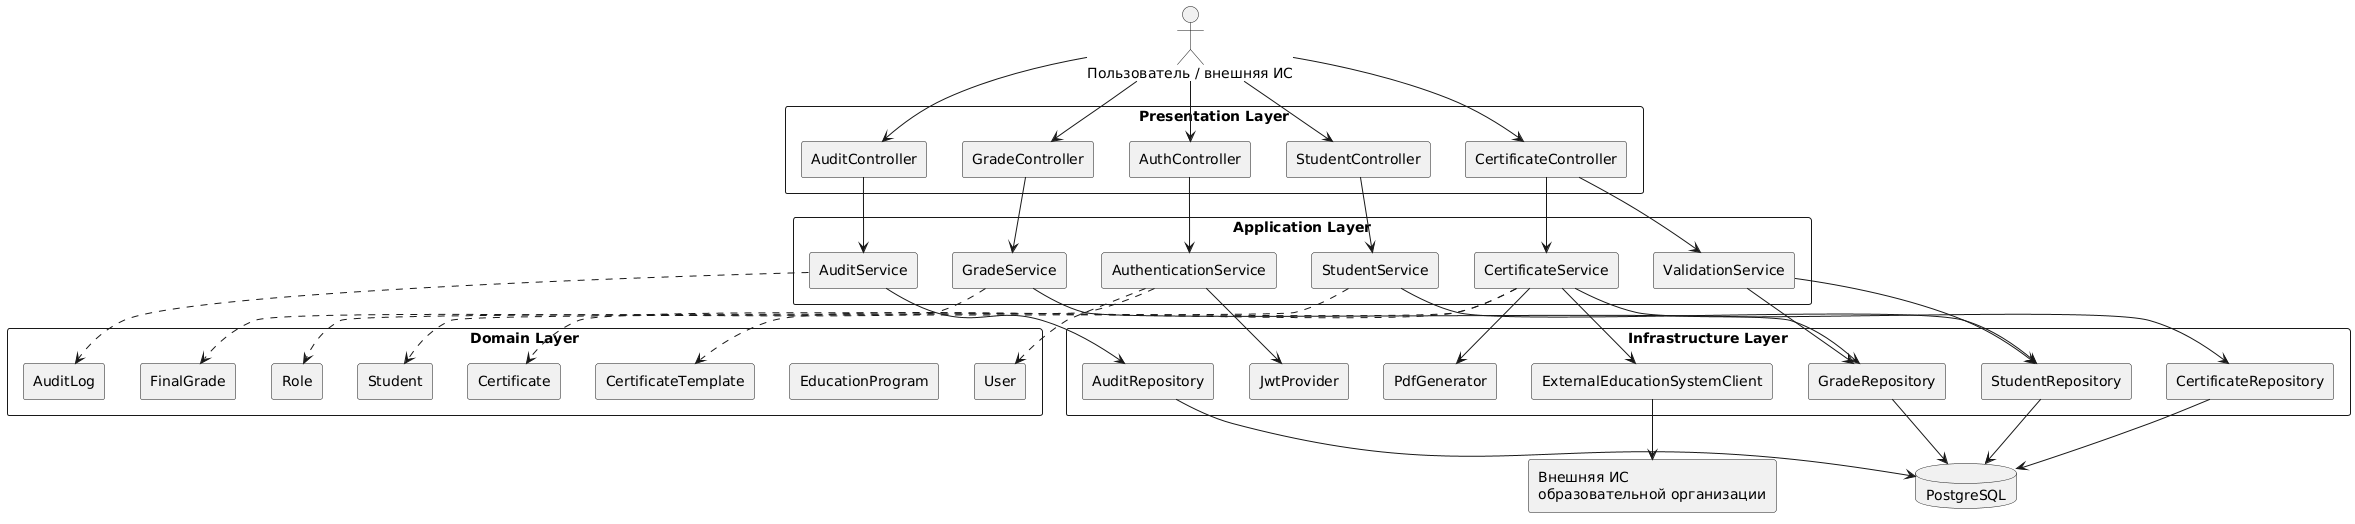 Пользователь / внешняя ИС
Presentation Layer
AuditController
GradeController
AuthController
StudentController
CertificateController
Application Layer
AuditService
GradeService
AuthenticationService
StudentService
CertificateService
ValidationService
Domain Layer
AuditLog
FinalGrade
Role
Student
Certificate
CertificateTemplate
EducationProgram
User
Infrastructure Layer
AuditRepository
JwtProvider
PdfGenerator
ExternalEducationSystemClient
GradeRepository
StudentRepository
CertificateRepository
Внешняя ИС
образовательной организации
PostgreSQL